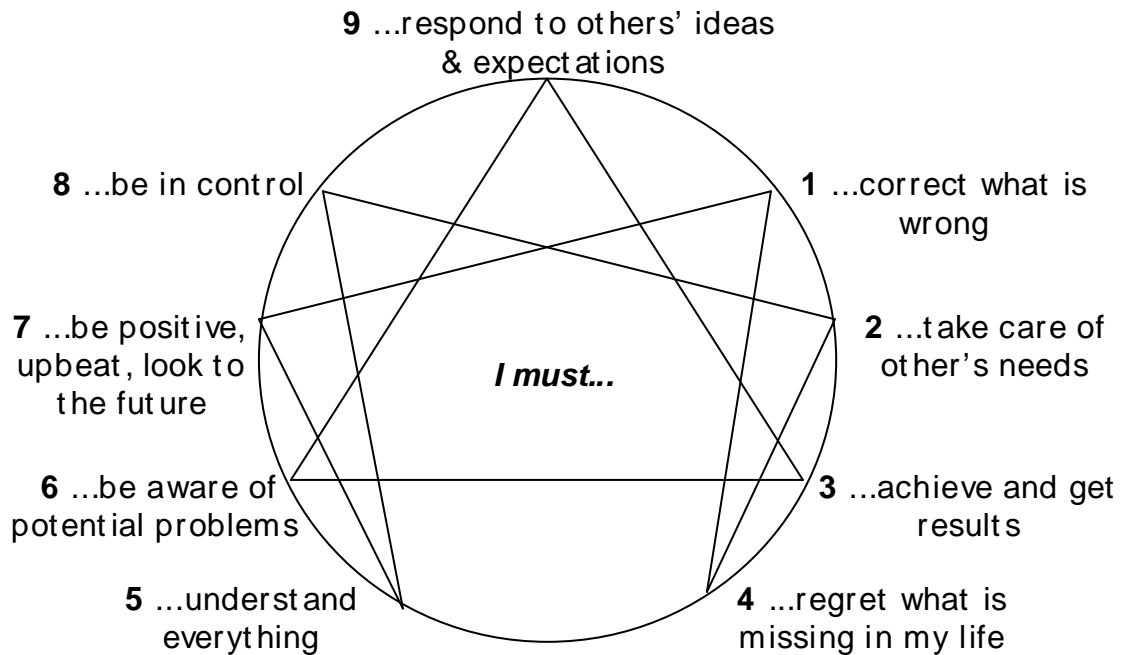 9 ...respond to others’ ideas
& expectations
8 ...be in control
1 ...correct what is
wrong
7 ...be positive,
upbeat, look to
the future
2 ...take care of
other’s needs
I must...
6 ...be aware of
potential problems
3 ...achieve and get
results
5 ...understand
everything
4 ...regret what is
missing in my life